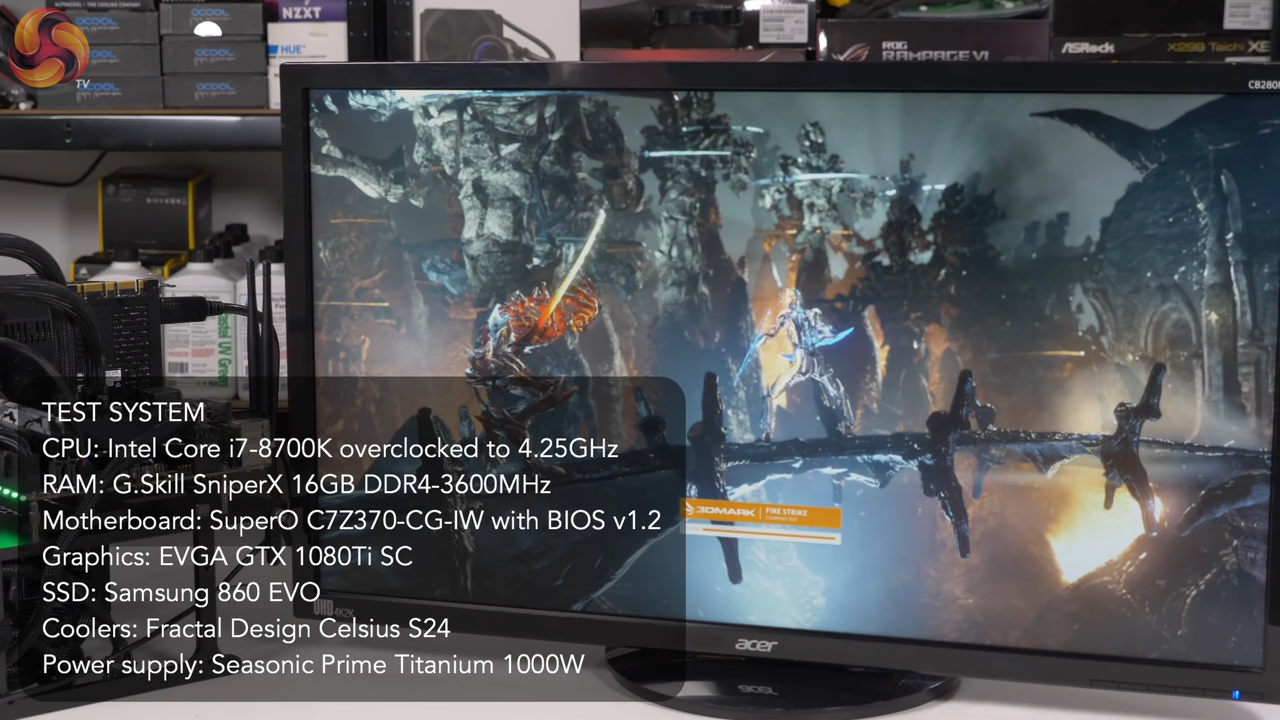 TV
NZXT
HUE+
ROG
RAMPAGE VI
ASRock
X299 Taichi XE
TEST SYSTEM
CPU: Intel Core i7-8700K overclocked to 4.25GHz
RAM: G.Skill SniperX 16GB DDR4-3600MHz
Motherboard: SuperO C7Z370-CG-IW with BIOS v1.2
Graphics: EVGA GTX 1080Ti SC
SSD: Samsung 860 EVO
Coolers: Fractal Design Celsius S24
Power supply: Seasonic Prime Titanium 1000W
3DMARK
FIRE STRIKE
UHD 4K2K
acer